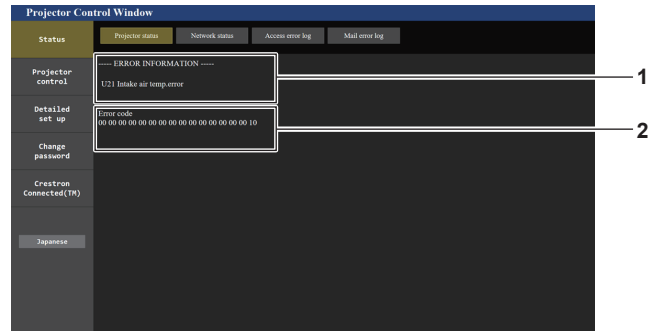 Projector Control Window
Status
Projector status
Network status
Access error log
Mail error log
Projector
control
Detailed
set up
Change
password
Crestron
Connected(TM)
Japanese
----- ERROR INFORMATION -----
U21 Intake air temp.error
Error code
00 00 00 00 00 00 00 00 00 00 00 00 00 00 00 10
1
2